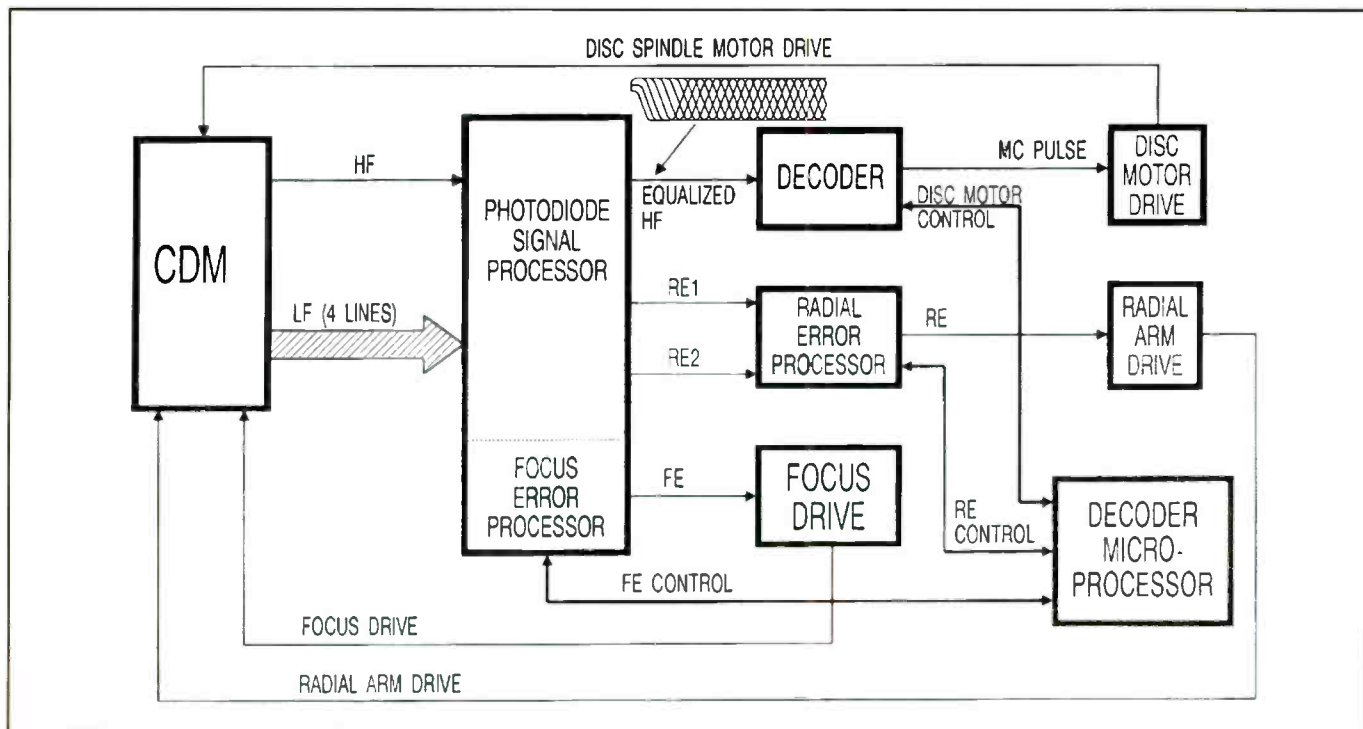 DISC SPINDLE MOTOR DRIVE
CDM
HF
LF (4 LINES)
PHOTODIODE
SIGNAL
PROCESSOR
FOCUS
ERROR
PROCESSOR
EQUALIZED
HF
DECODER
MC PULSE
DISC
MOTOR
DRIVE
DISC MOTOR
CONTROL
RE1
RE2
RADIAL
ERROR
PROCESSOR
RE
RADIAL
ARM
DRIVE
FE
FOCUS
DRIVE
RE
CONTROL
DECODER
MICRO-
PROCESSOR
FE CONTROL
FOCUS DRIVE
RADIAL ARM DRIVE